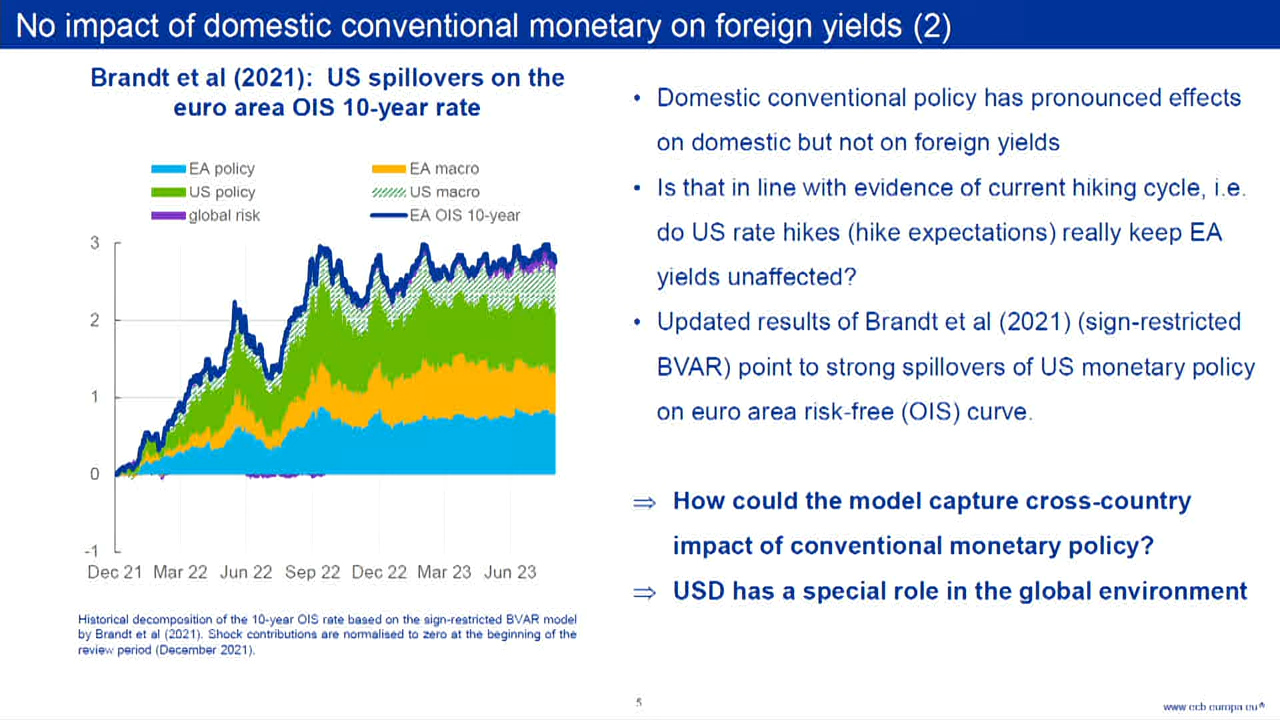 No impact of domestic conventional monetary on foreign yields (2)
Brandt et al (2021): US spillovers on the
euro area OIS 10-year rate
EA policy
EA macro
US policy
US macro
global risk
EA OIS 10-year
3
2
1
0
-1
Dec 21 Mar 22 Jun 22 Sep 22 Dec 22 Mar 23 Jun 23
Historical decomposition of the 10-year OIS rate based on the sign-restricted BVAR model
by Brandt et al (2021). Shock contributions are normalised to zero at the beginning of the
review period (December 2021).
• Domestic conventional policy has pronounced effects
on domestic but not on foreign yields
• Is that in line with evidence of current hiking cycle, i.e.
do US rate hikes (hike expectations) really keep EA
yields unaffected?
• Updated results of Brandt et al (2021) (sign-restricted
BVAR) point to strong spillovers of US monetary policy
on euro area risk-free (OIS) curve.
⇒ How could the model capture cross-country
impact of conventional monetary policy?
⇒ USD has a special role in the global environment
5
www.ecb.europa.eu®